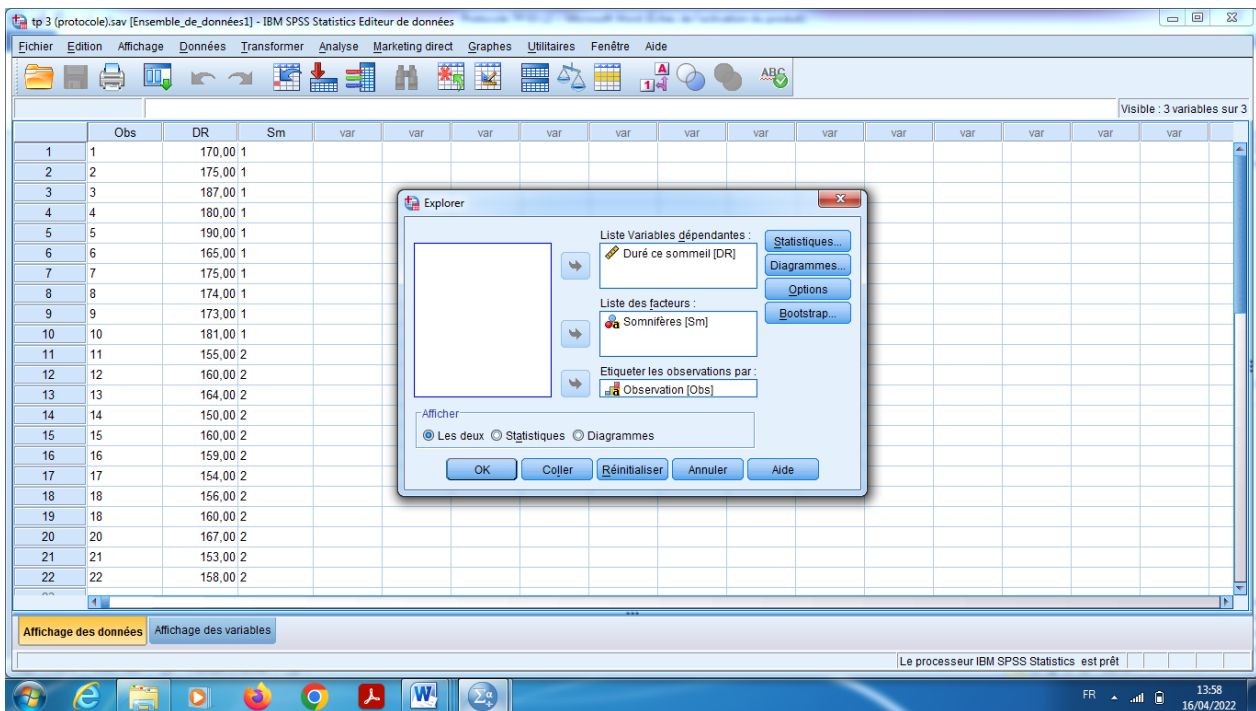 tp 3 (protocole).sav [Ensemble_de_données1] - IBM SPSS Statistics Editeur de données
Fichier Edition Affichage Données Transformer Analyse Marketing direct Graphes Utilitaires Fenêtre Aide
Visible : 3 variables sur 3
Obs DR Sm var var var var var var var var var var var var var
1 1 170,00 1
2 2 175,00 1
3 3 187,00 1
4 4 180,00 1
5 5 190,00 1
6 6 165,00 1
7 7 175,00 1
8 8 174,00 1
9 9 173,00 1
10 10 181,00 1
11 11 155,00 2
12 12 160,00 2
13 13 164,00 2
14 14 150,00 2
15 15 160,00 2
16 16 159,00 2
17 17 154,00 2
18 18 156,00 2
19 18 160,00 2
20 20 167,00 2
21 21 153,00 2
22 22 158,00 2
Explorer
Liste Variables dépendantes :
Duré ce sommeil [DR]
Liste des facteurs :
Somnifères [Sm]
Etiqueter les observations par :
Observation [Obs]
Statistiques...
Diagrammes...
Options
Bootstrap...
Afficher
Les deux Statistiques Diagrammes
OK Coller Réinitialiser Annuler Aide
Affichage des données Affichage des variables
Le processeur IBM SPSS Statistics est prêt
FR 13:58
16/04/2022